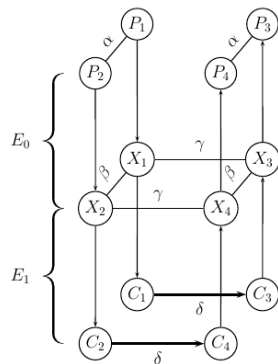 P₁ P₃
α α
P₂ P₄
E₀
γ
X₁ X₃
β β
γ
X₂ X₄
E₁
C₁ C₃
δ
C₂ C₄
δ